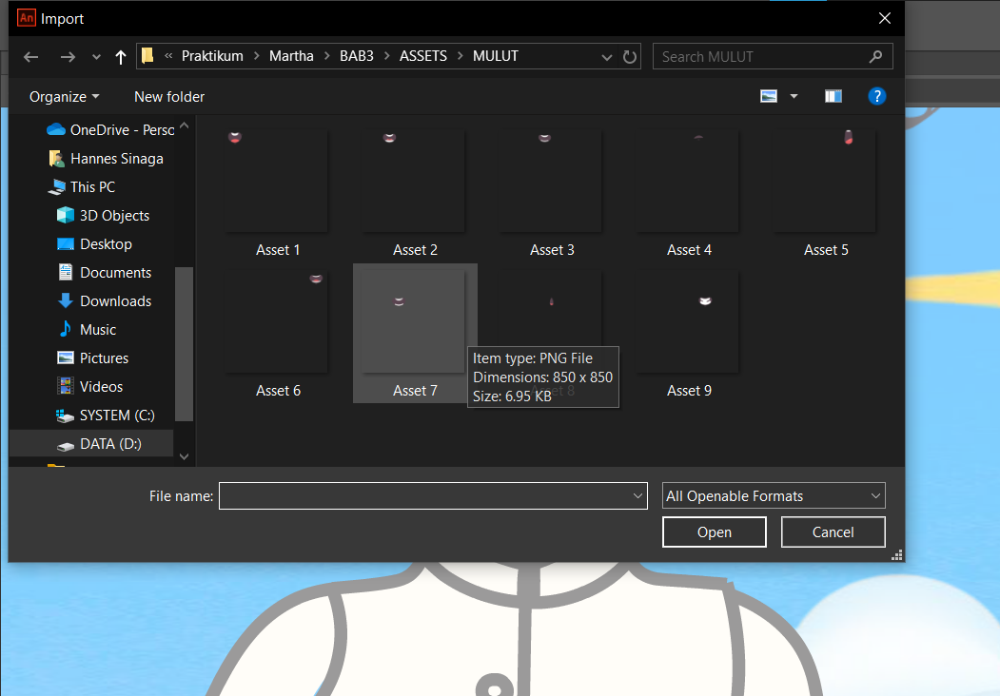 An Import
« Praktikum > Martha > BAB3 > ASSETS > MULUT
Search MULUT
Organize
New folder
?
OneDrive - Perso
Hannes Sinaga
This PC
3D Objects
Desktop
Documents
Downloads
Music
Pictures
Videos
SYSTEM (C:)
DATA (D:)
Asset 1
Asset 2
Asset 3
Asset 4
Asset 5
Asset 6
Asset 7
Asset 8
Asset 9
Item type: PNG File
Dimensions: 850 x 850
Size: 6.95 KB
File name:
All Openable Formats
Open
Cancel